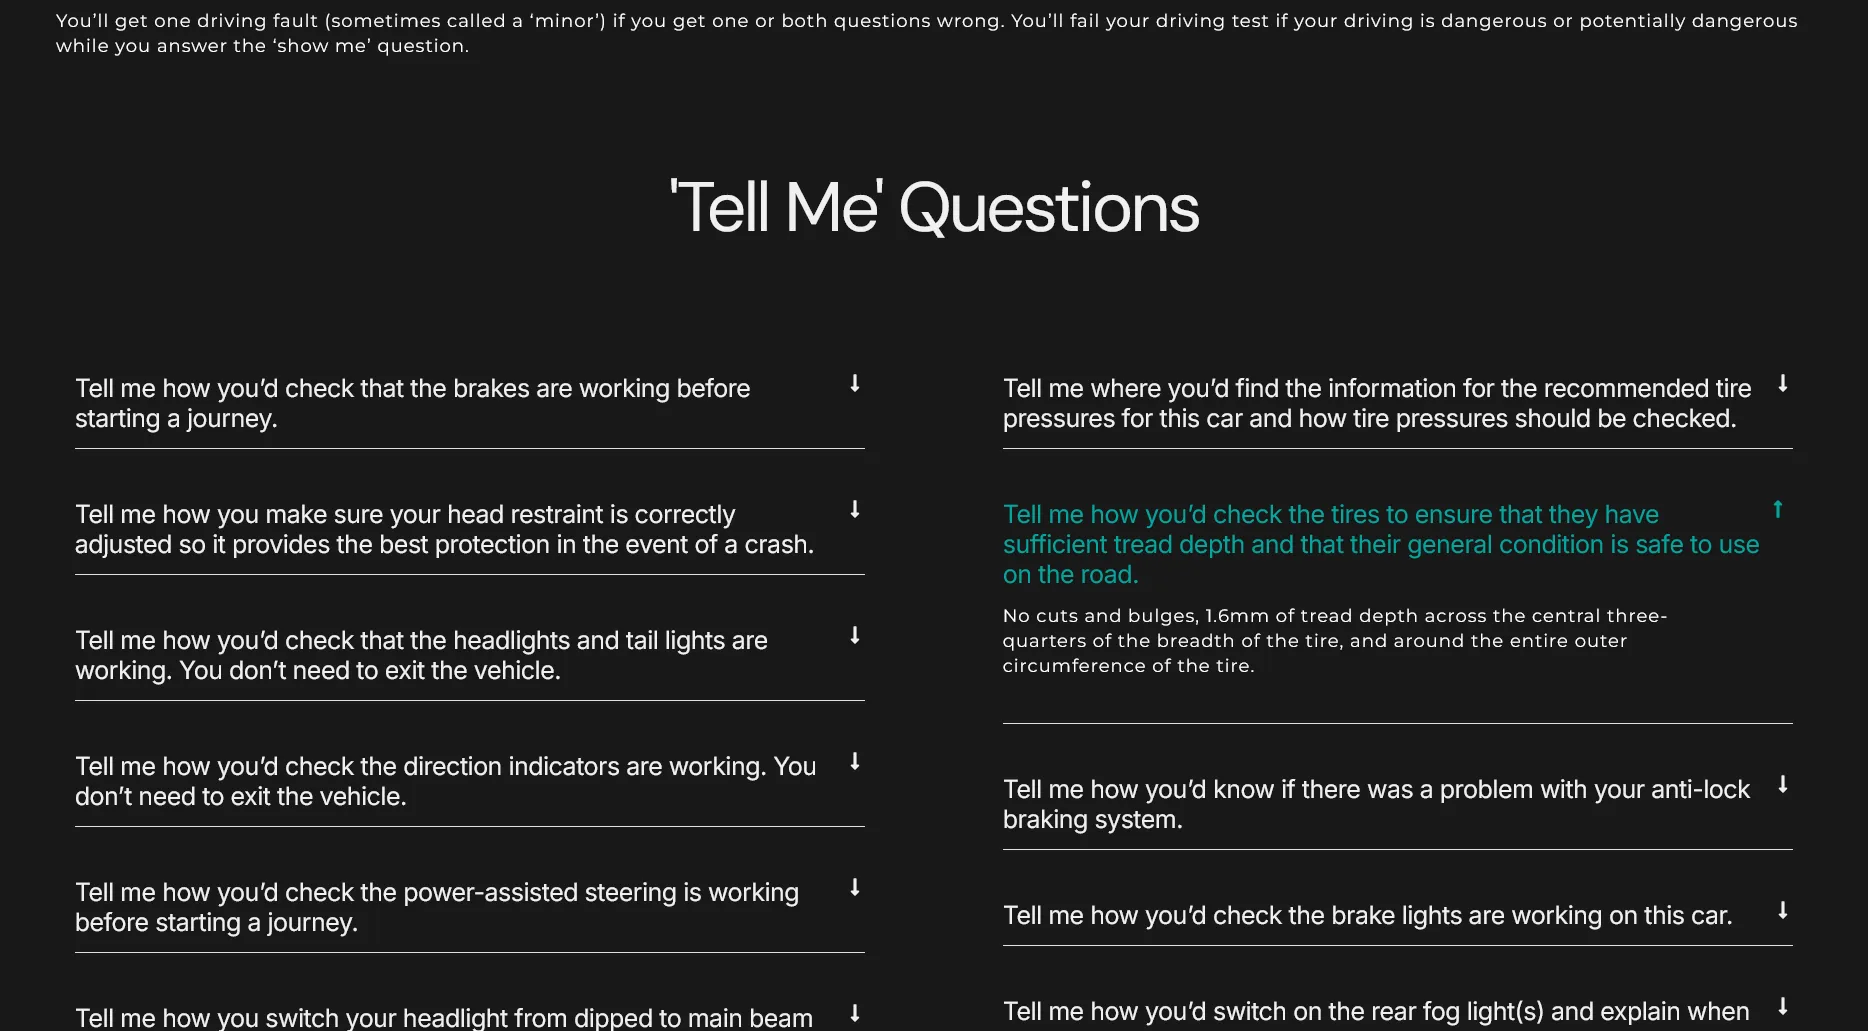 You’ll get one driving fault (sometimes called a ‘minor’) if you get one or both questions wrong. You’ll fail your driving test if your driving is dangerous or potentially dangerous
while you answer the ‘show me’ question.
'Tell Me' Questions
Tell me how you’d check that the brakes are working before
starting a journey.
Tell me how you make sure your head restraint is correctly
adjusted so it provides the best protection in the event of a crash.
Tell me how you’d check that the headlights and tail lights are
working. You don’t need to exit the vehicle.
Tell me how you’d check the direction indicators are working. You
don’t need to exit the vehicle.
Tell me how you’d check the power-assisted steering is working
before starting a journey.
Tell me how you switch your headlight from dipped to main beam
Tell me where you’d find the information for the recommended tire
pressures for this car and how tire pressures should be checked.
Tell me how you’d check the tires to ensure that they have
sufficient tread depth and that their general condition is safe to use
on the road.
No cuts and bulges, 1.6mm of tread depth across the central three-
quarters of the breadth of the tire, and around the entire outer
circumference of the tire.
Tell me how you’d know if there was a problem with your anti-lock
braking system.
Tell me how you’d check the brake lights are working on this car.
Tell me how you’d switch on the rear fog light(s) and explain when